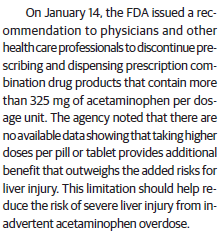 On January 14, the FDA issued a rec-
ommendation to physicians and other
health care professionals to discontinue pre-
scribing and dispensing prescription com-
bination drug products that contain more
than 325 mg of acetaminophen per dos-
age unit. The agency noted that there are
no available data showing that taking higher
doses per pill or tablet provides additional
benefit that outweighs the added risks for
liver injury. This limitation should help re-
duce the risk of severe liver injury from in-
advertent acetaminophen overdose.